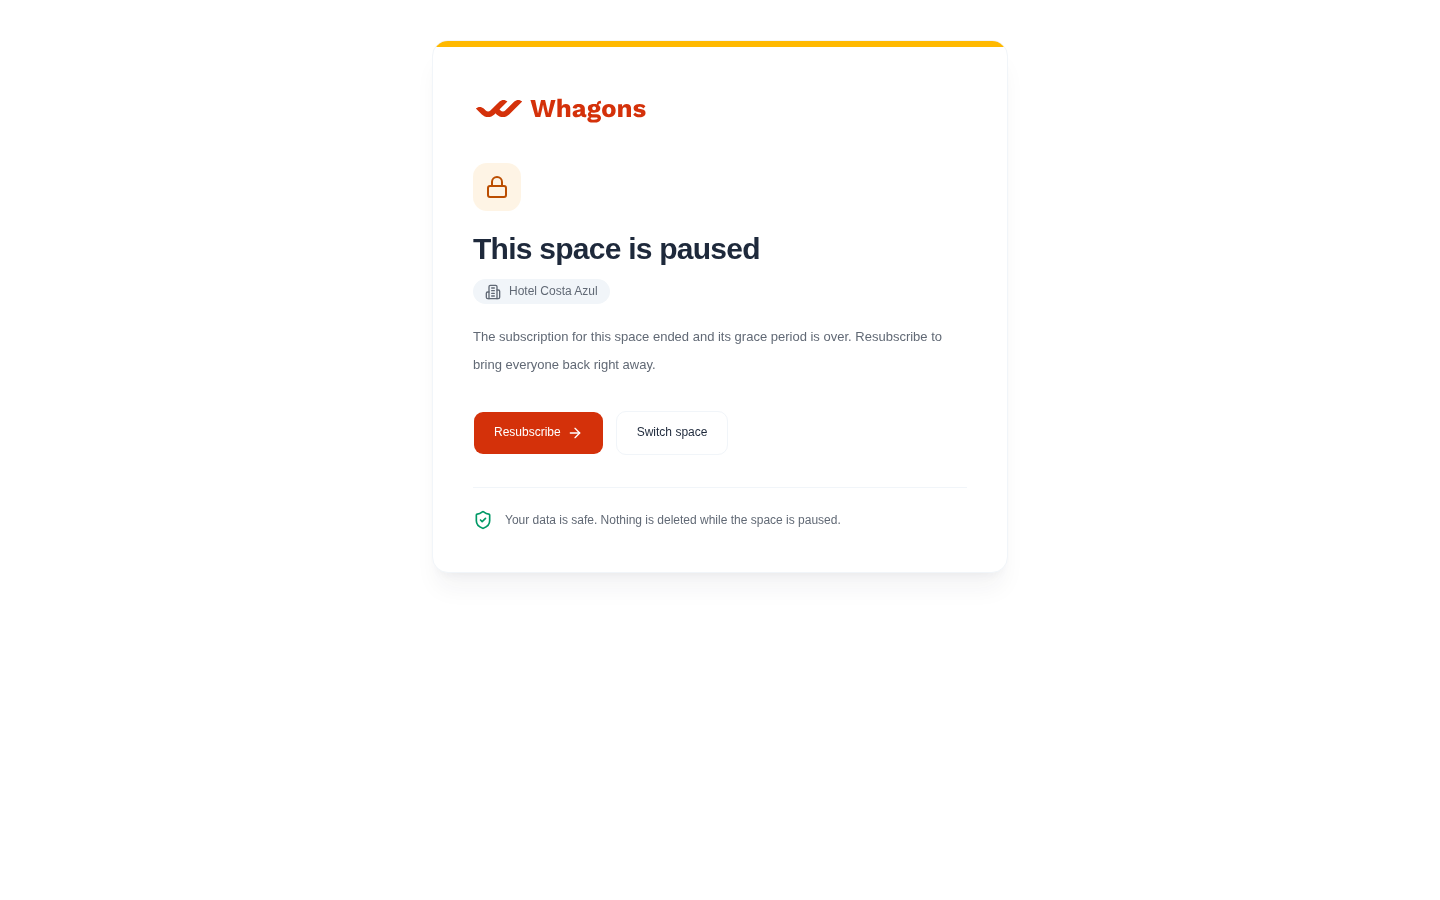 Whagons
This space is paused
Hotel Costa Azul
The subscription for this space ended and its grace period is over. Resubscribe to
bring everyone back right away.
Resubscribe
Switch space
Your data is safe. Nothing is deleted while the space is paused.